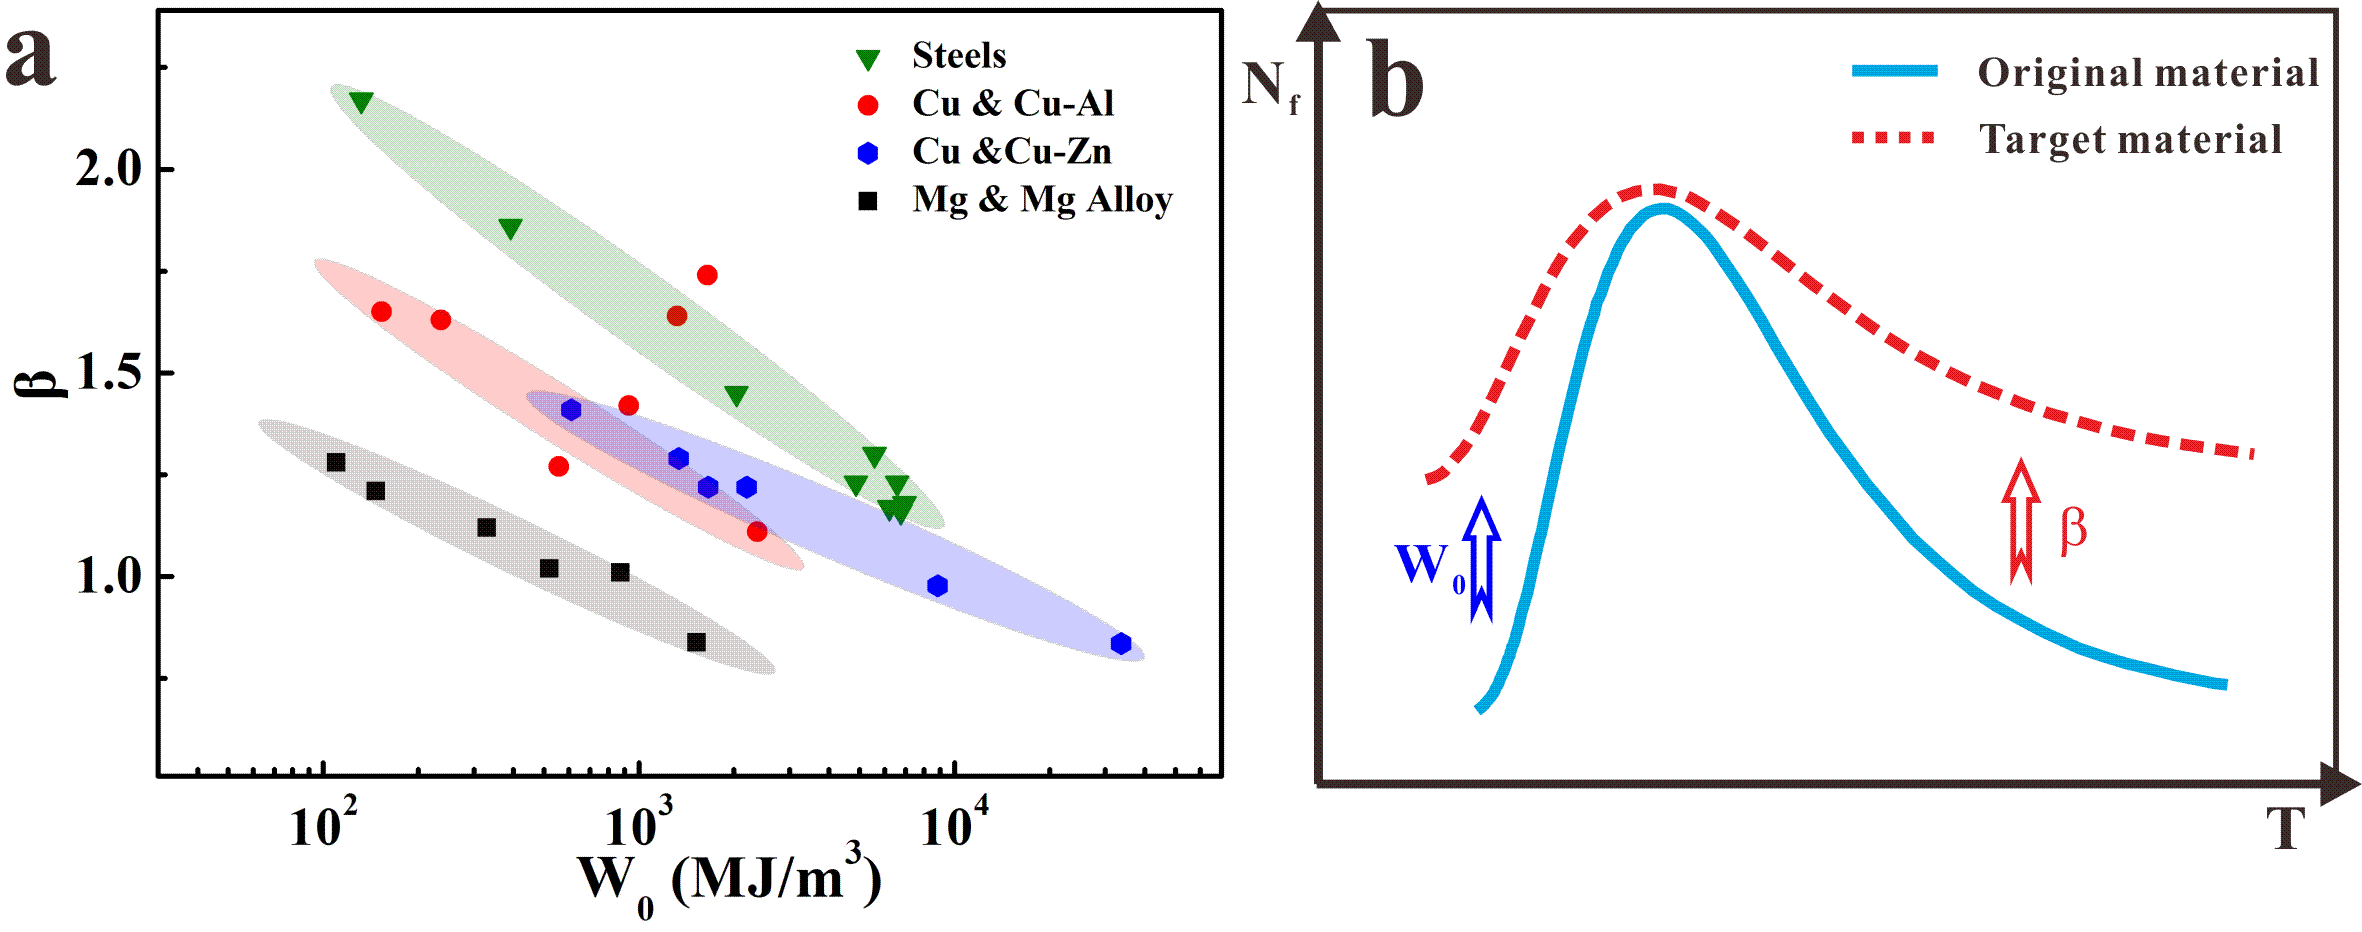 a
Steels
Cu & Cu-Al
Cu &Cu-Zn
Mg & Mg Alloy
β
2.0
1.5
1.0
10²
10³
10⁴
W₀ (MJ/m³)
b
N_f
Original material
Target material
W₀
β
T